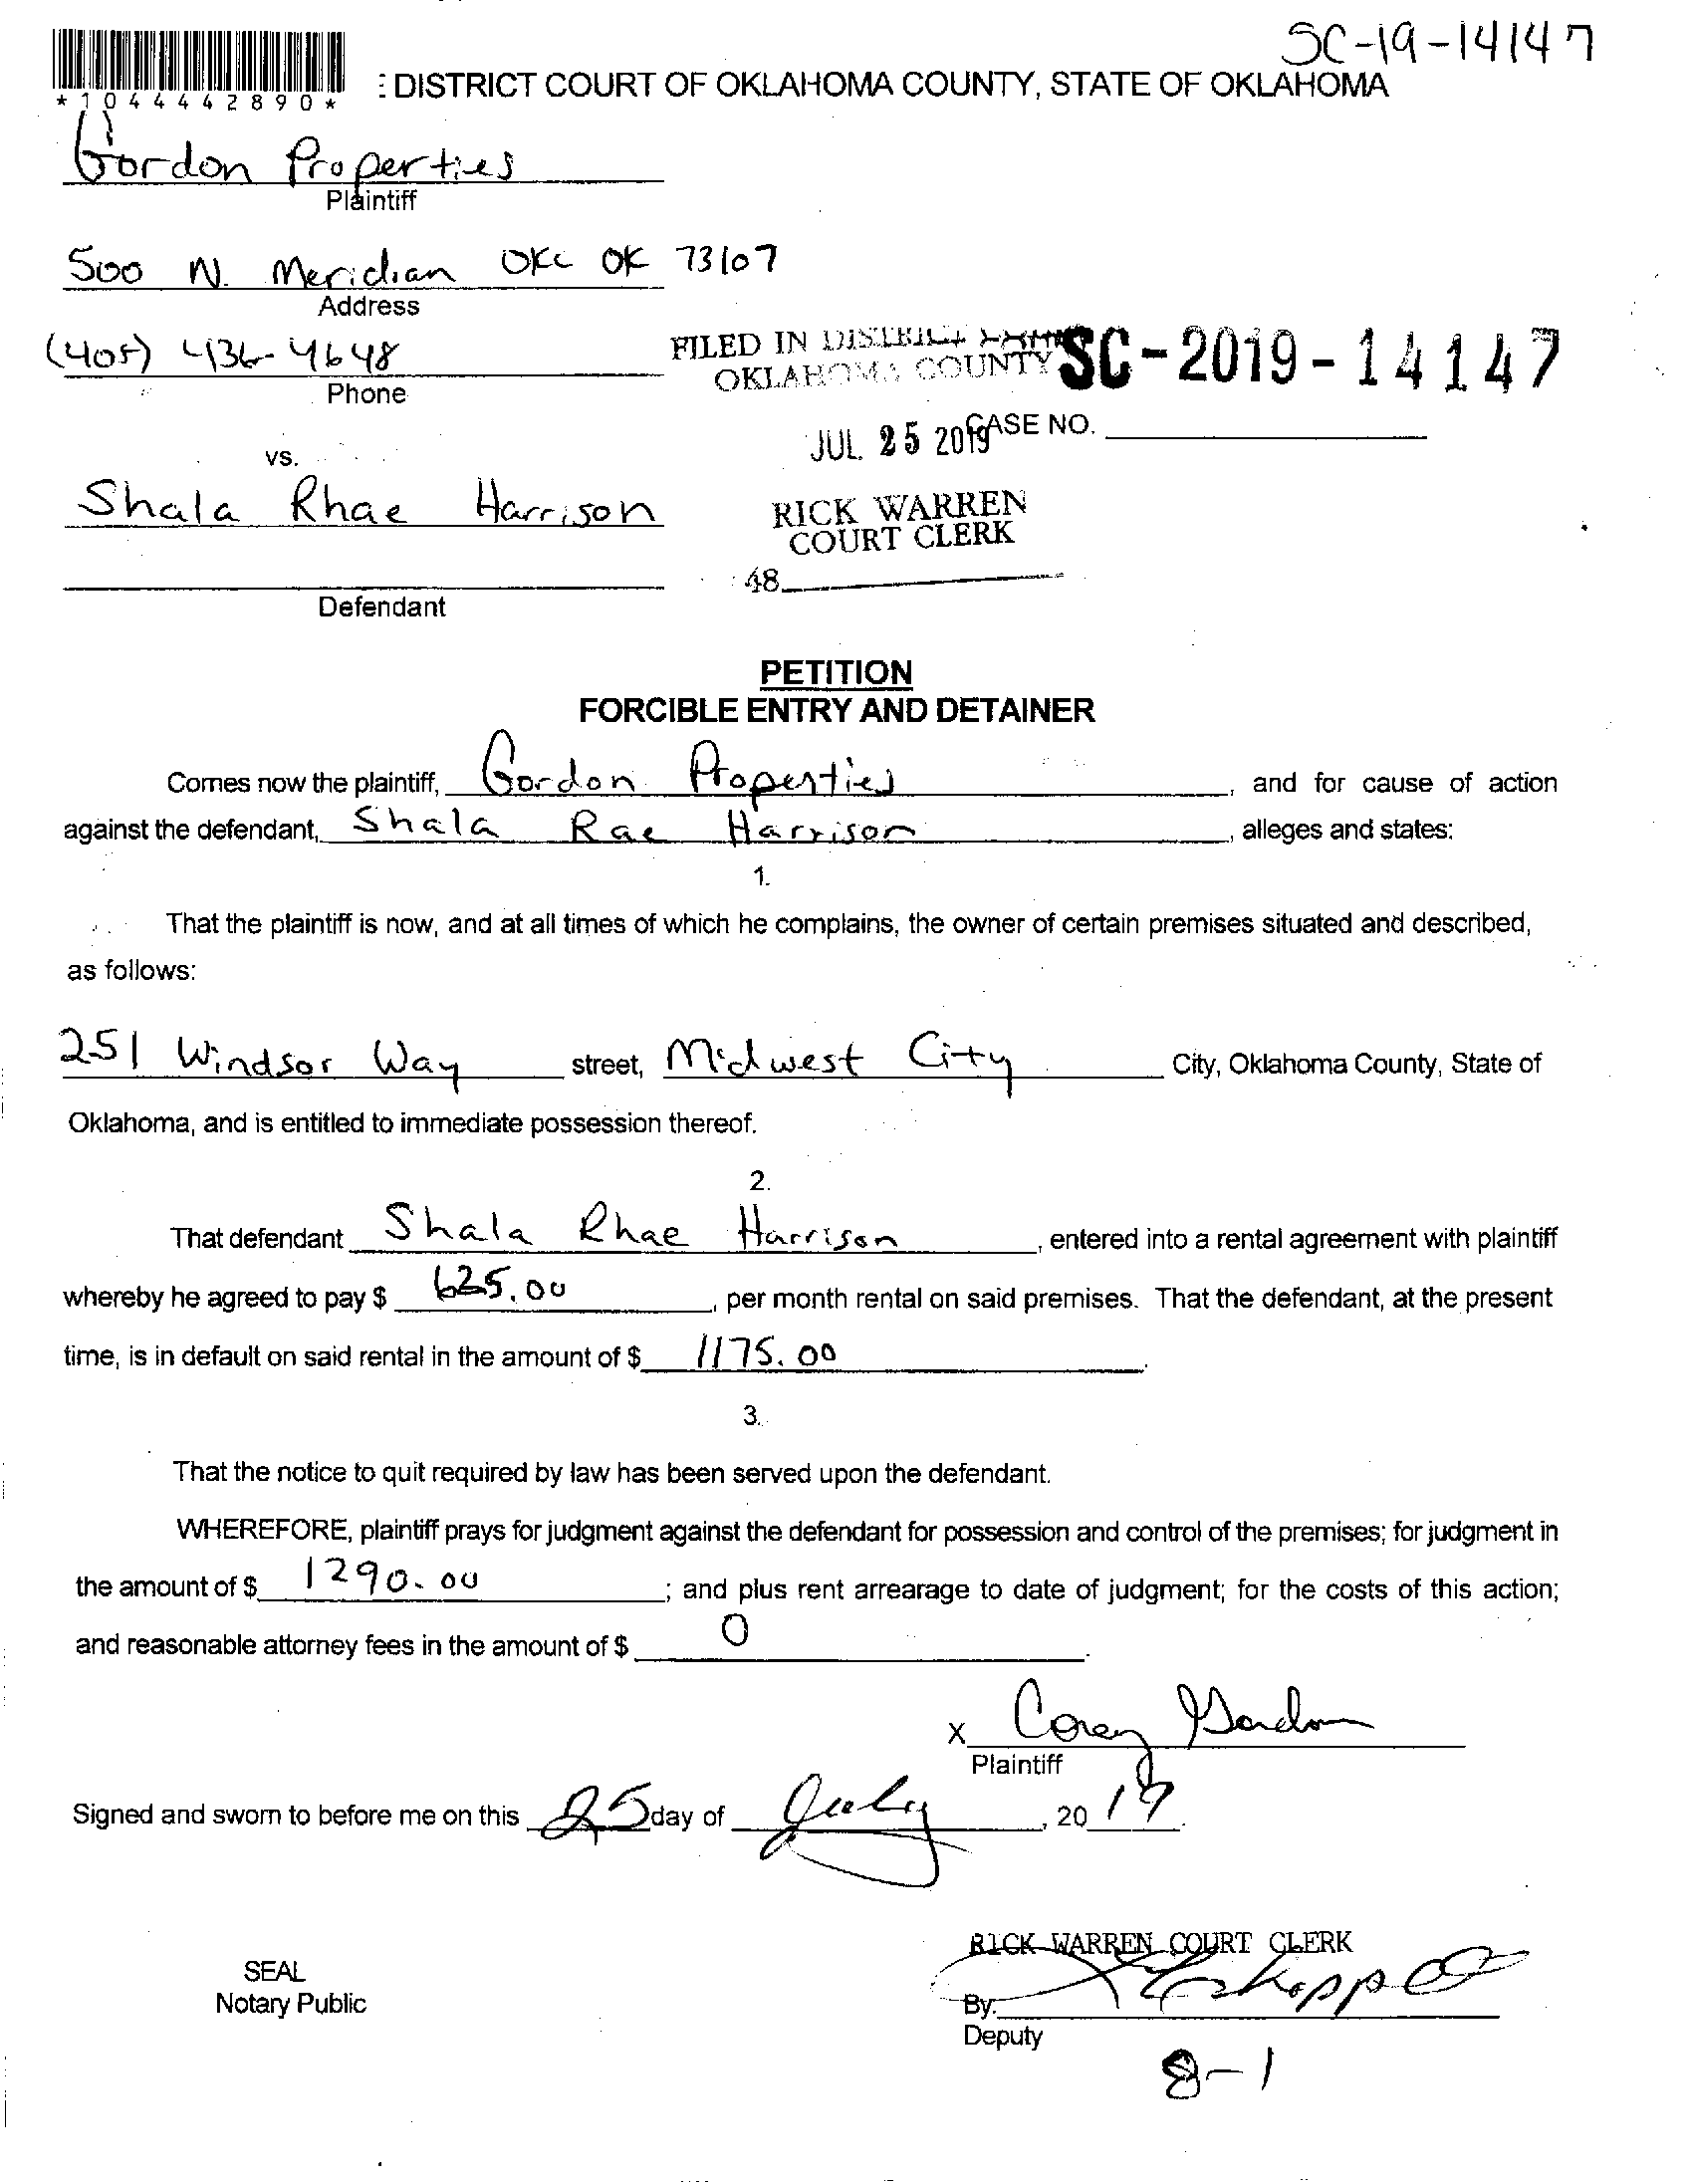 SC-19-14147
*1044442890*
: DISTRICT COURT OF OKLAHOMA COUNTY, STATE OF OKLAHOMA
Gordon Properties
Plaintiff
500 N. Meridian OKC OK 73107
Address
(405) 436-4648
Phone
FILED IN DISTRICT
OKLAHOMA COUNTY
SC-2019-14147
JUL 25 2019
CASE NO.
vs.
Shala Rhae Harrison
RICK WARREN
COURT CLERK
48
Defendant
PETITION
FORCIBLE ENTRY AND DETAINER
Comes now the plaintiff, Gordon Properties, and for cause of action
against the defendant, Shala Rae Harrison, alleges and states:
1.
That the plaintiff is now, and at all times of which he complains, the owner of certain premises situated and described,
as follows:
251 Windsor Way street, Midwest City City, Oklahoma County, State of
Oklahoma, and is entitled to immediate possession thereof.
2.
That defendant Shala Rhae Harrison, entered into a rental agreement with plaintiff
whereby he agreed to pay $ 625.00, per month rental on said premises. That the defendant, at the present
time, is in default on said rental in the amount of $ 1175.00.
3.
That the notice to quit required by law has been served upon the defendant.
WHEREFORE, plaintiff prays for judgment against the defendant for possession and control of the premises; for judgment in
the amount of $ 1290.00; and plus rent arrearage to date of judgment; for the costs of this action;
and reasonable attorney fees in the amount of $ 0.
X Corey Gordon
Plaintiff
Signed and sworn to before me on this 25 day of July, 2019.
RICK WARREN COURT CLERK
SEAL
Notary Public
By:
Deputy
8-1